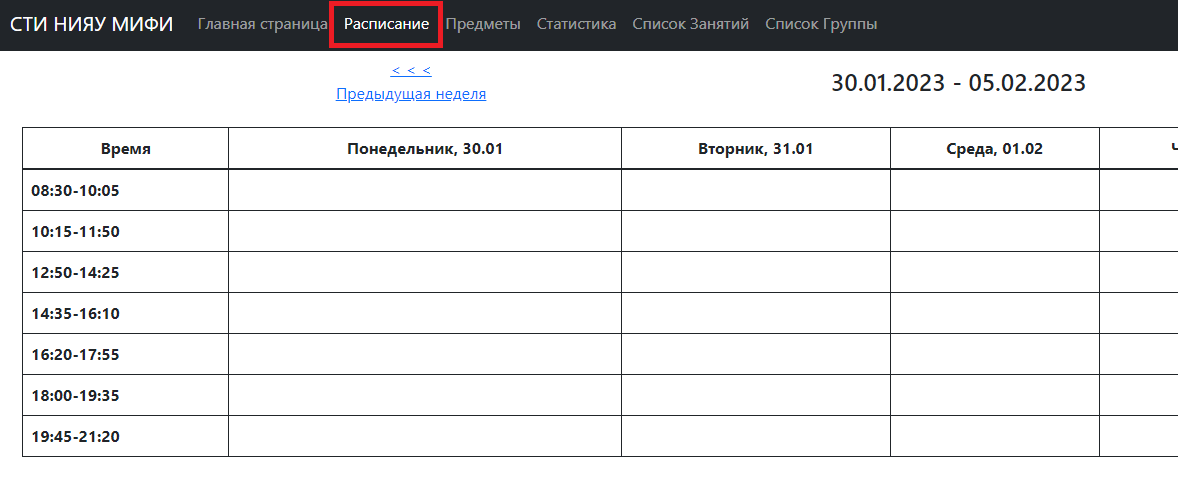 СТИ НИЯУ МИФИ Главная страница Расписание Предметы Статистика Список Занятий Список Группы
< < <
Предыдущая неделя
30.01.2023 - 05.02.2023
Время Понедельник, 30.01 Вторник, 31.01 Среда, 01.02
08:30-10:05
10:15-11:50
12:50-14:25
14:35-16:10
16:20-17:55
18:00-19:35
19:45-21:20